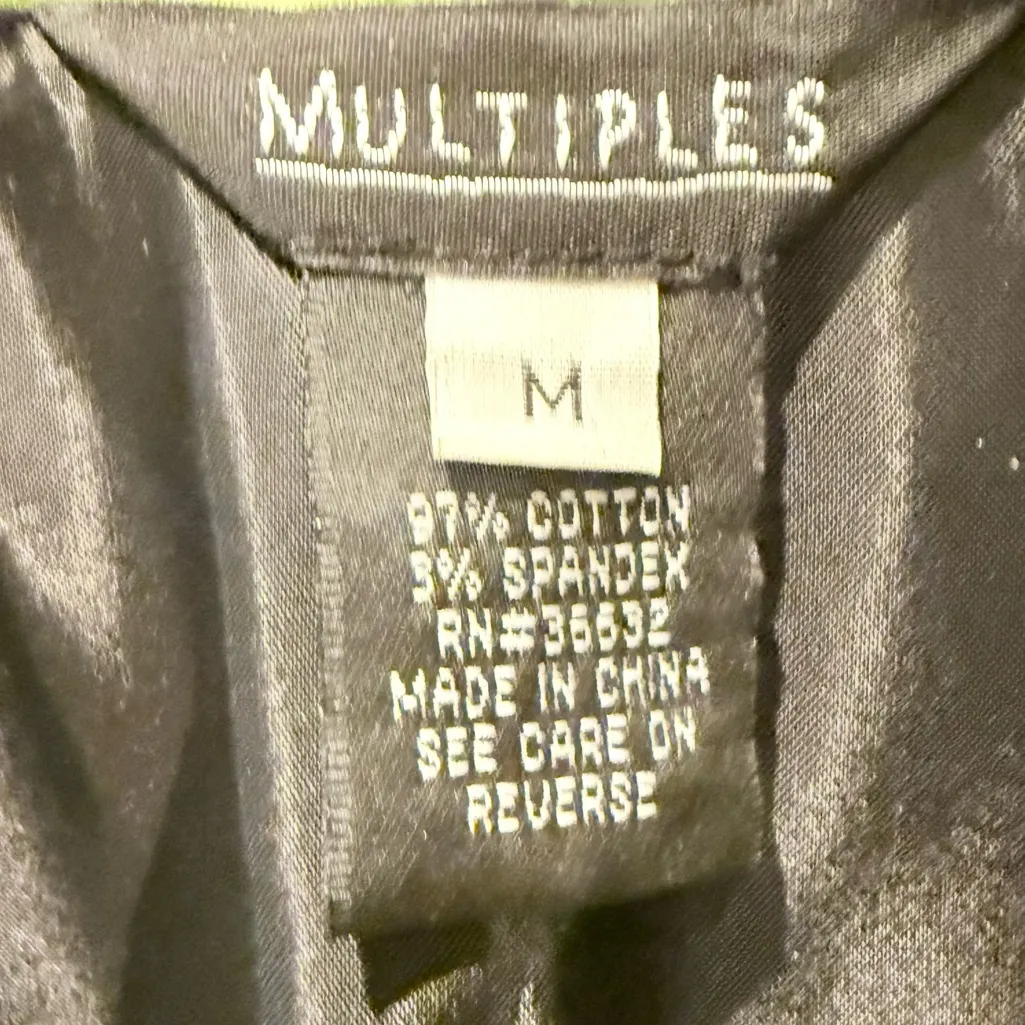 MULTIPLES
M
97% COTTON
3% SPANDEX
RN#36632
MADE IN CHINA
SEE CARE ON
REVERSE